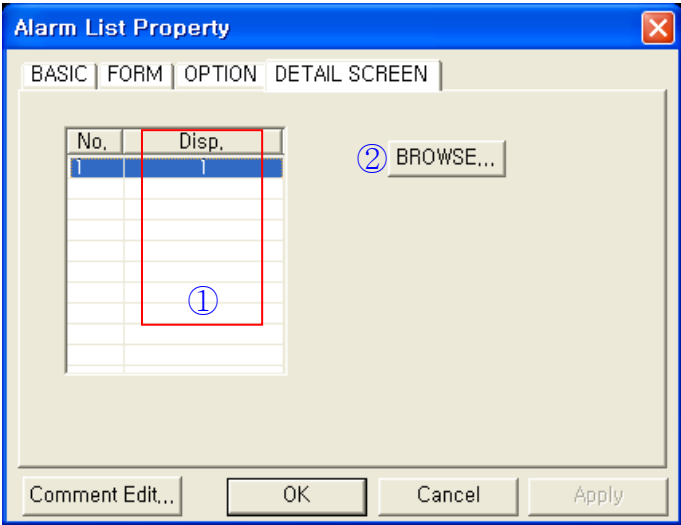 Alarm List Property
BASIC FORM OPTION DETAIL SCREEN
No. Disp.
② BROWSE...
1 1
①
Comment Edit... OK Cancel Apply